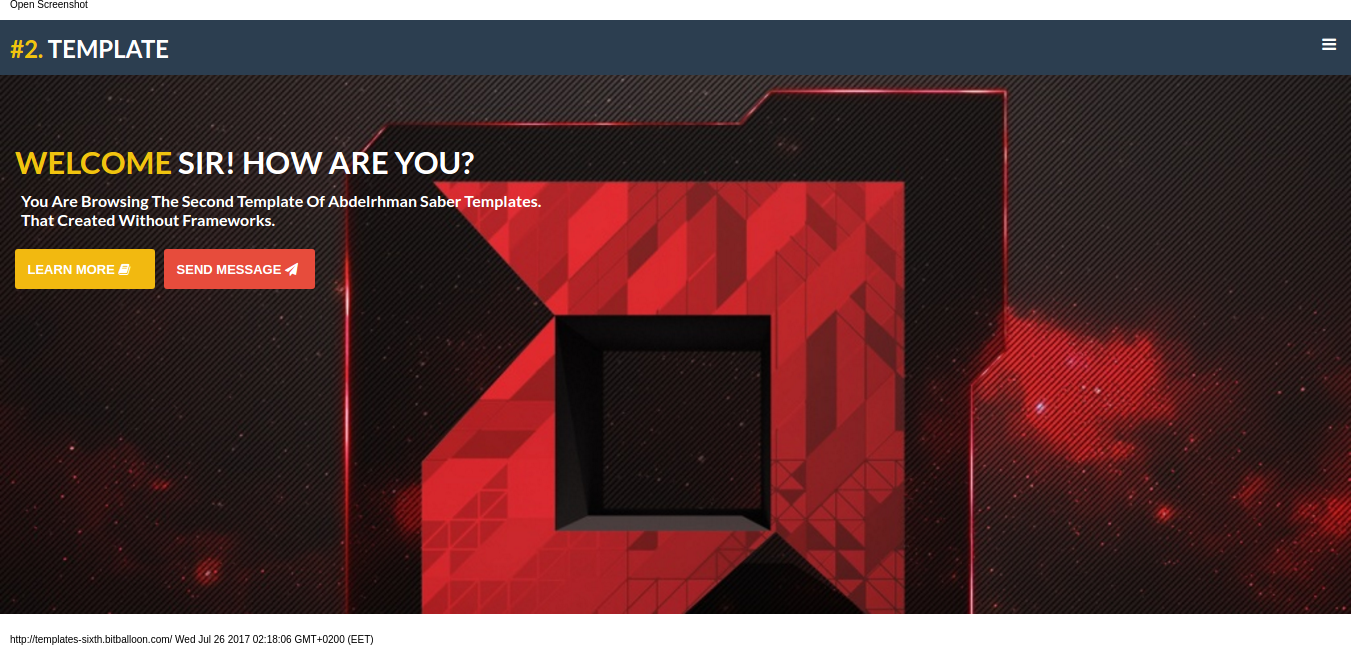 Open Screenshot
#2. TEMPLATE
WELCOME SIR! HOW ARE YOU?
You Are Browsing The Second Template Of Abdelrhman Saber Templates.
That Created Without Frameworks.
LEARN MORE
SEND MESSAGE
http://templates-sixth.bitballoon.com/ Wed Jul 26 2017 02:18:06 GMT+0200 (EET)